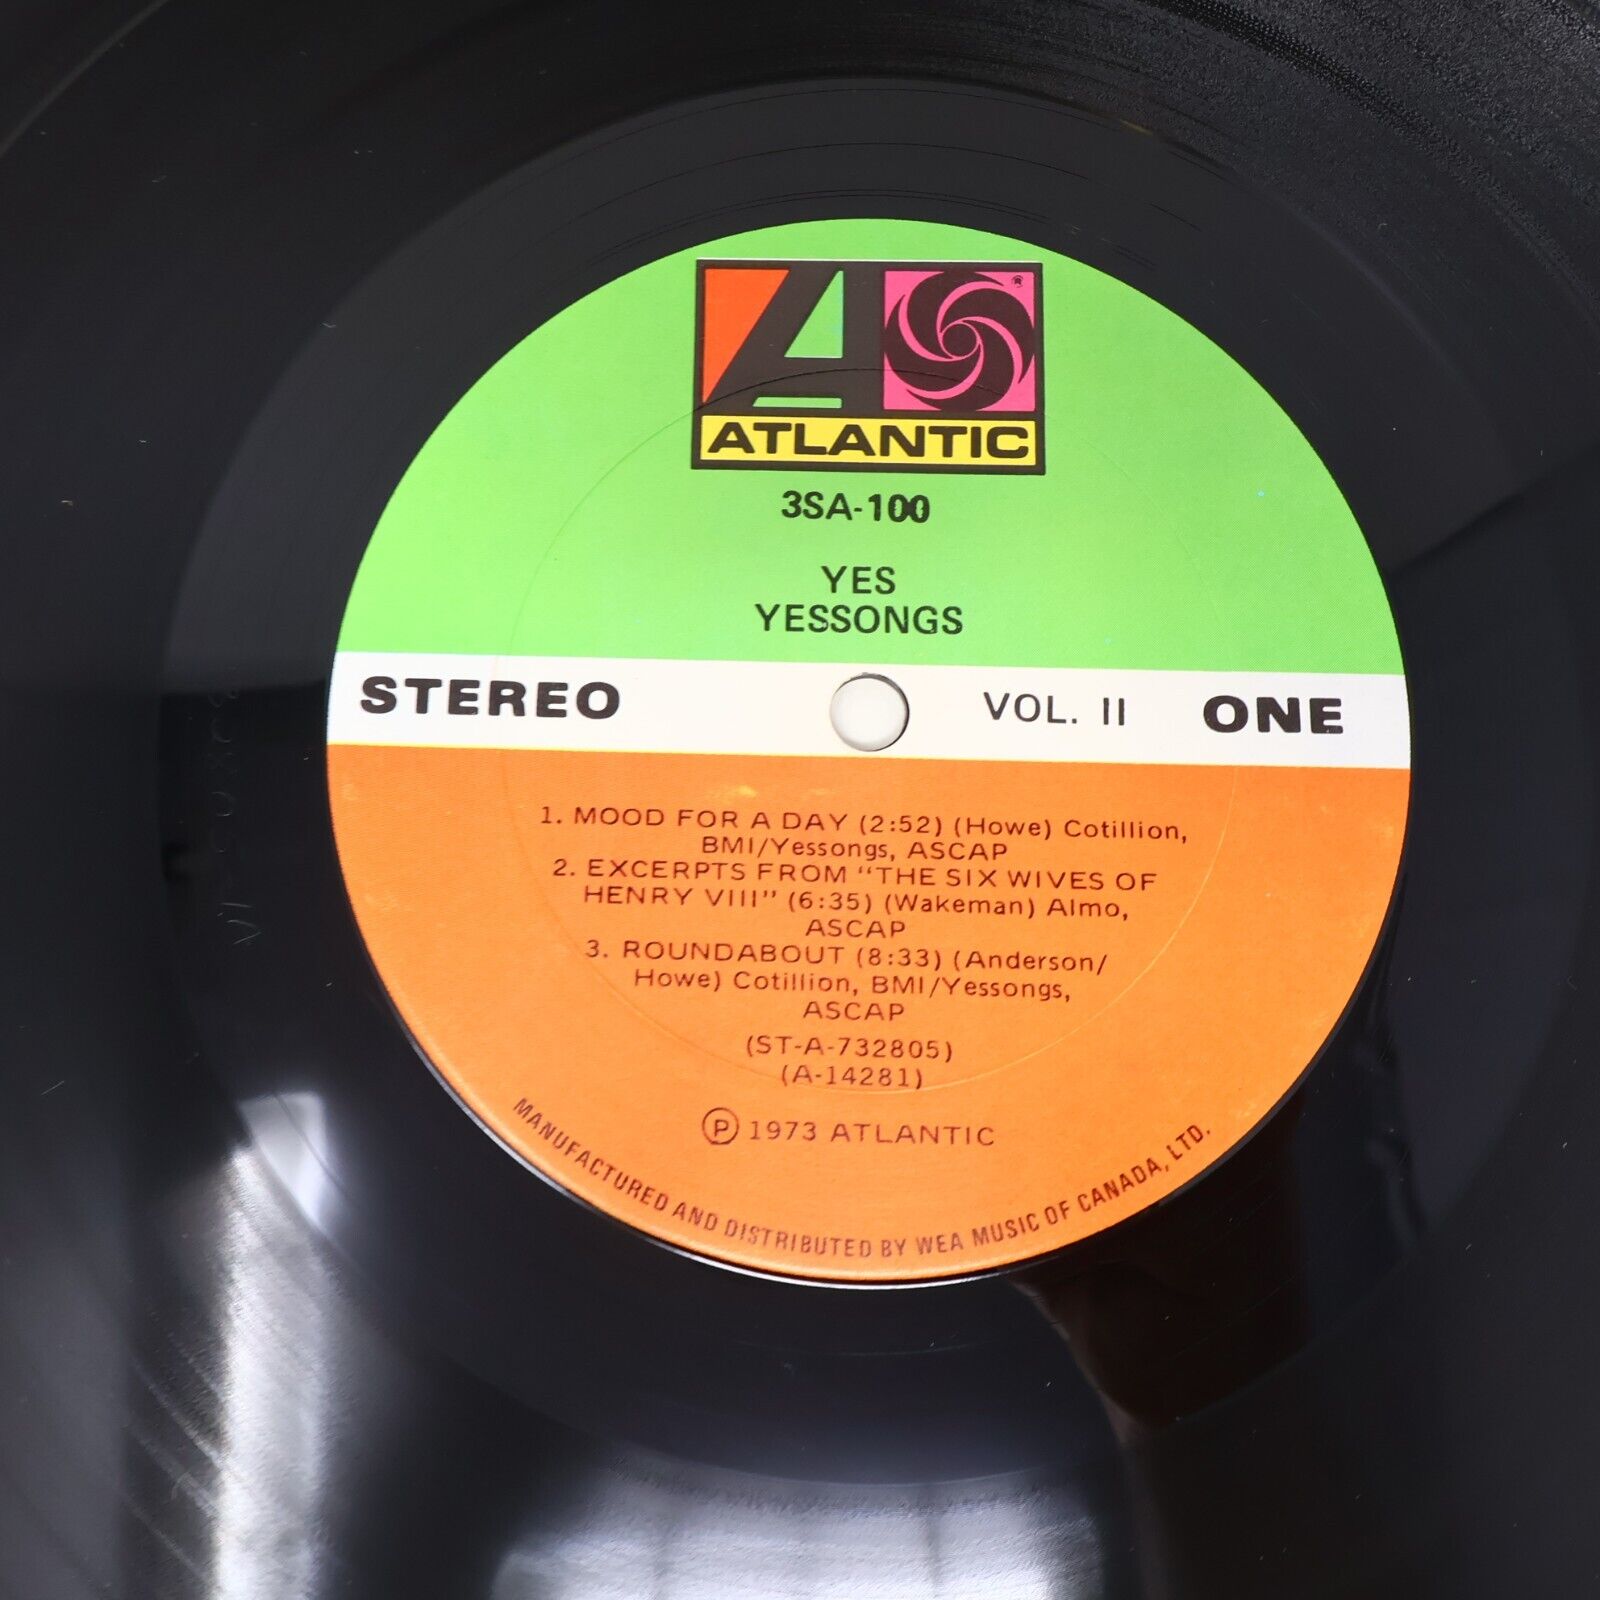 ATLANTIC
3SA-100
YES
YESSONGS
STEREO VOL. II ONE
1. MOOD FOR A DAY (2:52) (Howe) Cotillion,
BMI/Yessongs, ASCAP
2. EXCERPTS FROM "THE SIX WIVES OF
HENRY VIII" (6:35) (Wakeman) Almo,
ASCAP
3. ROUNDABOUT (8:33) (Anderson/
Howe) Cotillion, BMI/Yessongs,
ASCAP
(ST-A-732805)
(A-14281)
Ⓟ 1973 ATLANTIC
MANUFACTURED AND DISTRIBUTED BY WEA MUSIC OF CANADA, LTD.